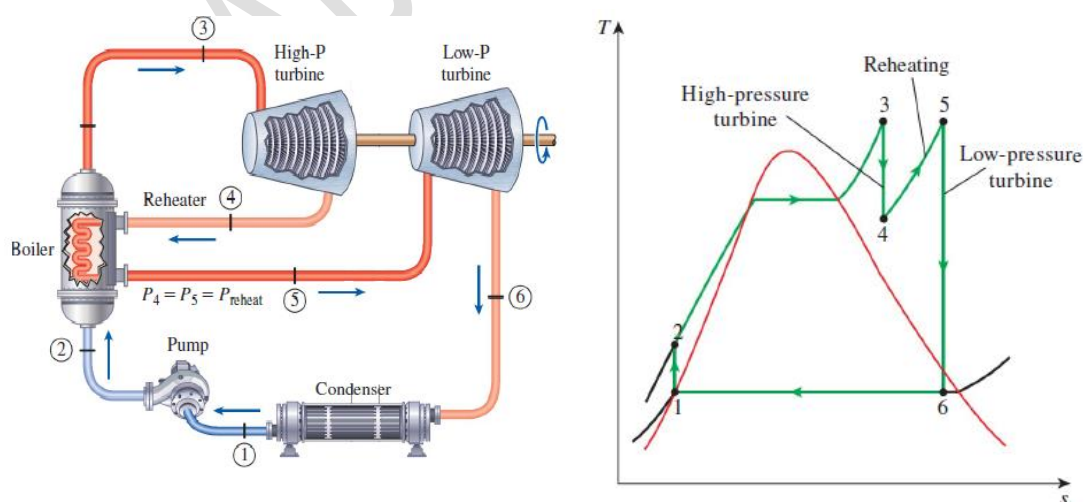 ③
High-P
turbine
Low-P
turbine
Reheater
④
Boiler
P4 = P5 = Preheat
⑤
⑥
②
Pump
Condenser
①
T
Reheating
High-pressure
turbine
3
5
Low-pressure
turbine
4
2
1
6
s